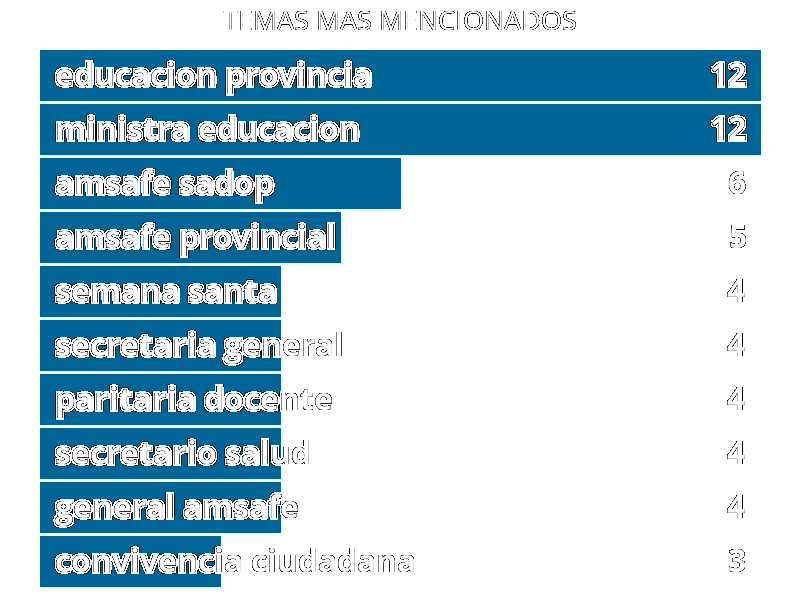 TEMAS MAS MENCIONADOS
educacion provincia 12
ministra educacion 12
amsafe sadop 6
amsafe provincial 5
semana santa 4
secretaria general 4
paritaria docente 4
secretario salud 4
general amsafe 4
convivencia ciudadana 3